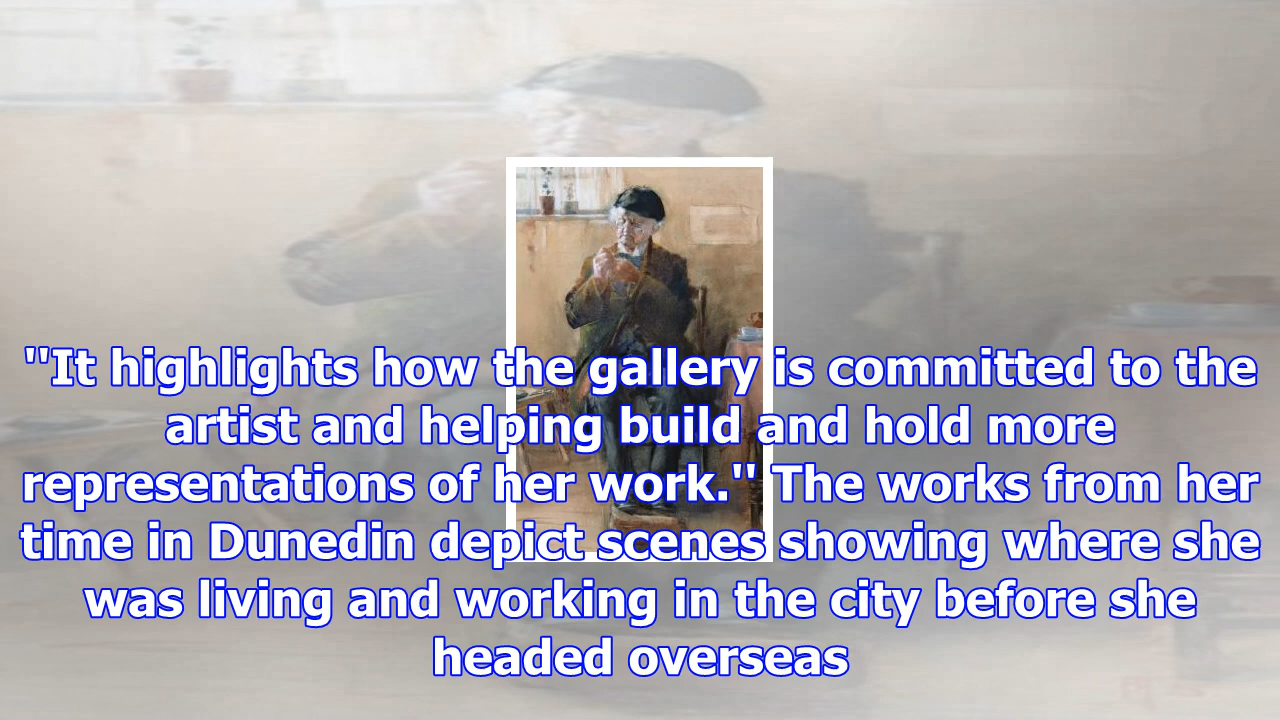 "It highlights how the gallery is committed to the
artist and helping build and hold more
representations of her work." The works from her
time in Dunedin depict scenes showing where she
was living and working in the city before she
headed overseas